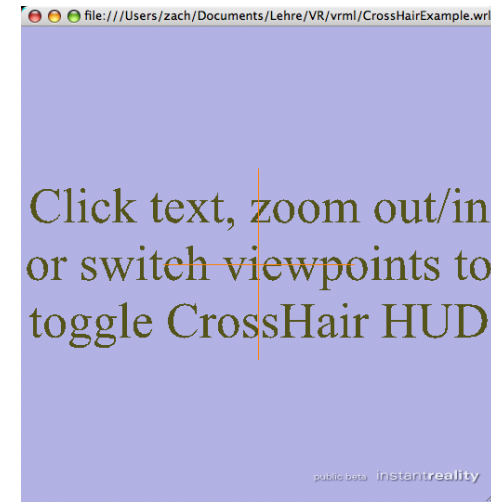 file:///Users/zach/Documents/Lehre/VR/vrml/CrossHairExample.wrl
Click text, zoom out/in
or switch viewpoints to
toggle CrossHair HUD
public beta instantreality